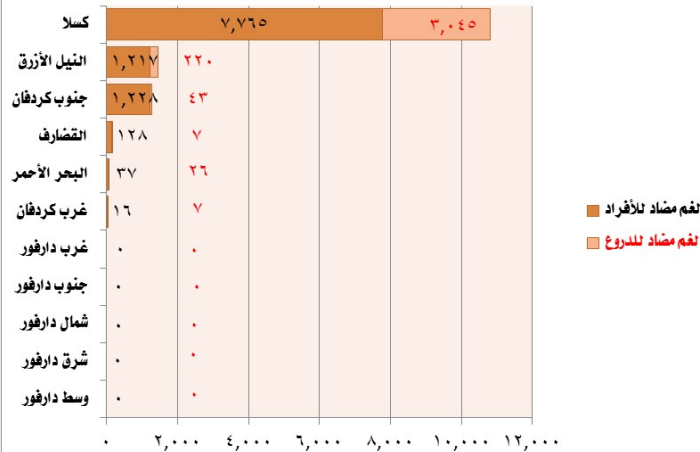 كسلا ٧,٧٦٥ ٣,٠٤٥
النيل الأزرق ١,٢١٧ ٢٢٠
جنوب كردفان ١,٢٢٨ ٤٣
القضارف ١٢٨ ٧
البحر الأحمر ٣٧ ٢٦
غرب كردفان ١٦ ٧
غرب دارفور ٠ ٠
جنوب دارفور ٠ ٠
شمال دارفور ٠ ٠
شرق دارفور ٠ ٠
وسط دارفور ٠ ٠
٠ ٢,٠٠٠ ٤,٠٠٠ ٦,٠٠٠ ٨,٠٠٠ ١٠,٠٠٠ ١٢,٠٠٠
لغم مضاد للأفراد
لغم مضاد للدروع